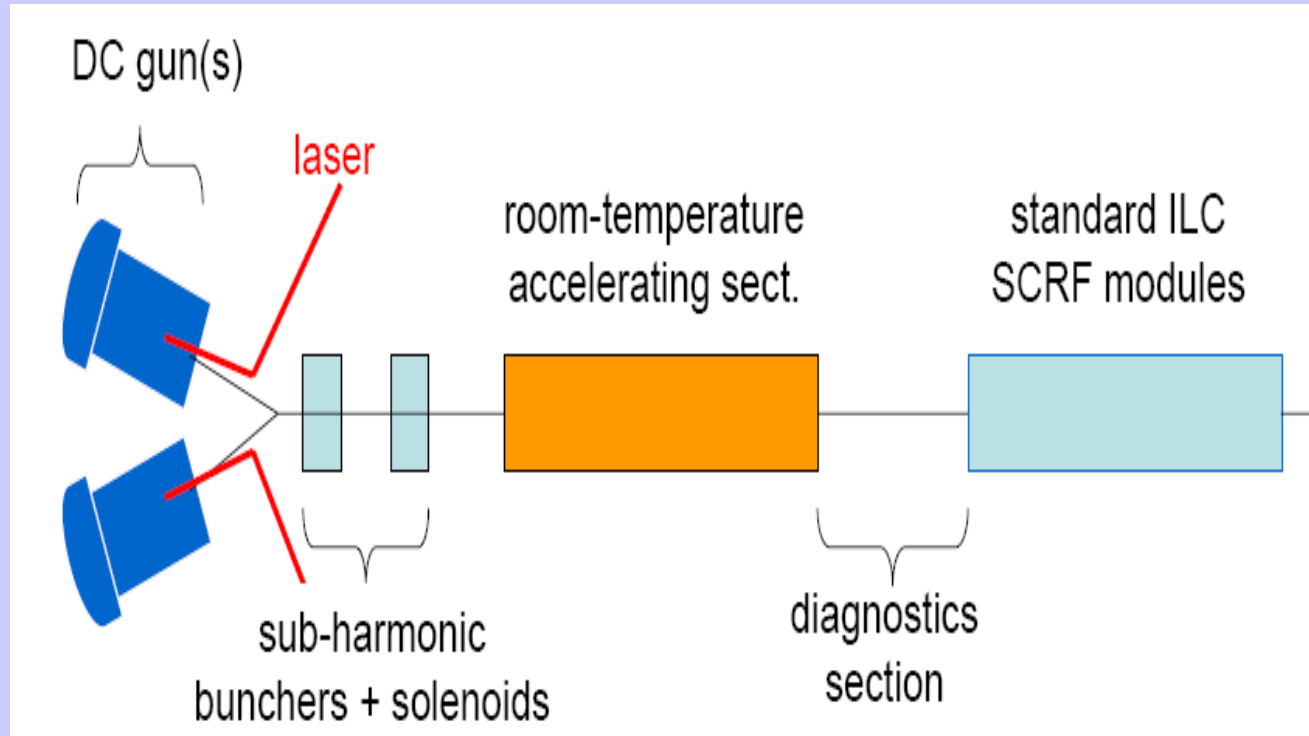 DC gun(s)
laser
room-temperature
accelerating sect.
standard ILC
SCRF modules
sub-harmonic
bunchers + solenoids
diagnostics
section